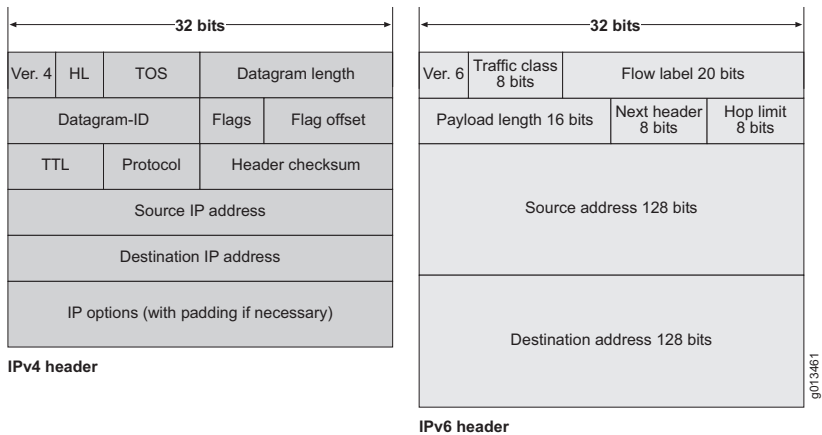 32 bits
Ver. 4 HL TOS Datagram length
Datagram-ID Flags Flag offset
TTL Protocol Header checksum
Source IP address
Destination IP address
IP options (with padding if necessary)
IPv4 header
32 bits
Ver. 6 Traffic class
8 bits
Flow label 20 bits
Payload length 16 bits Next header
8 bits
Hop limit
8 bits
Source address 128 bits
Destination address 128 bits
IPv6 header
g013461